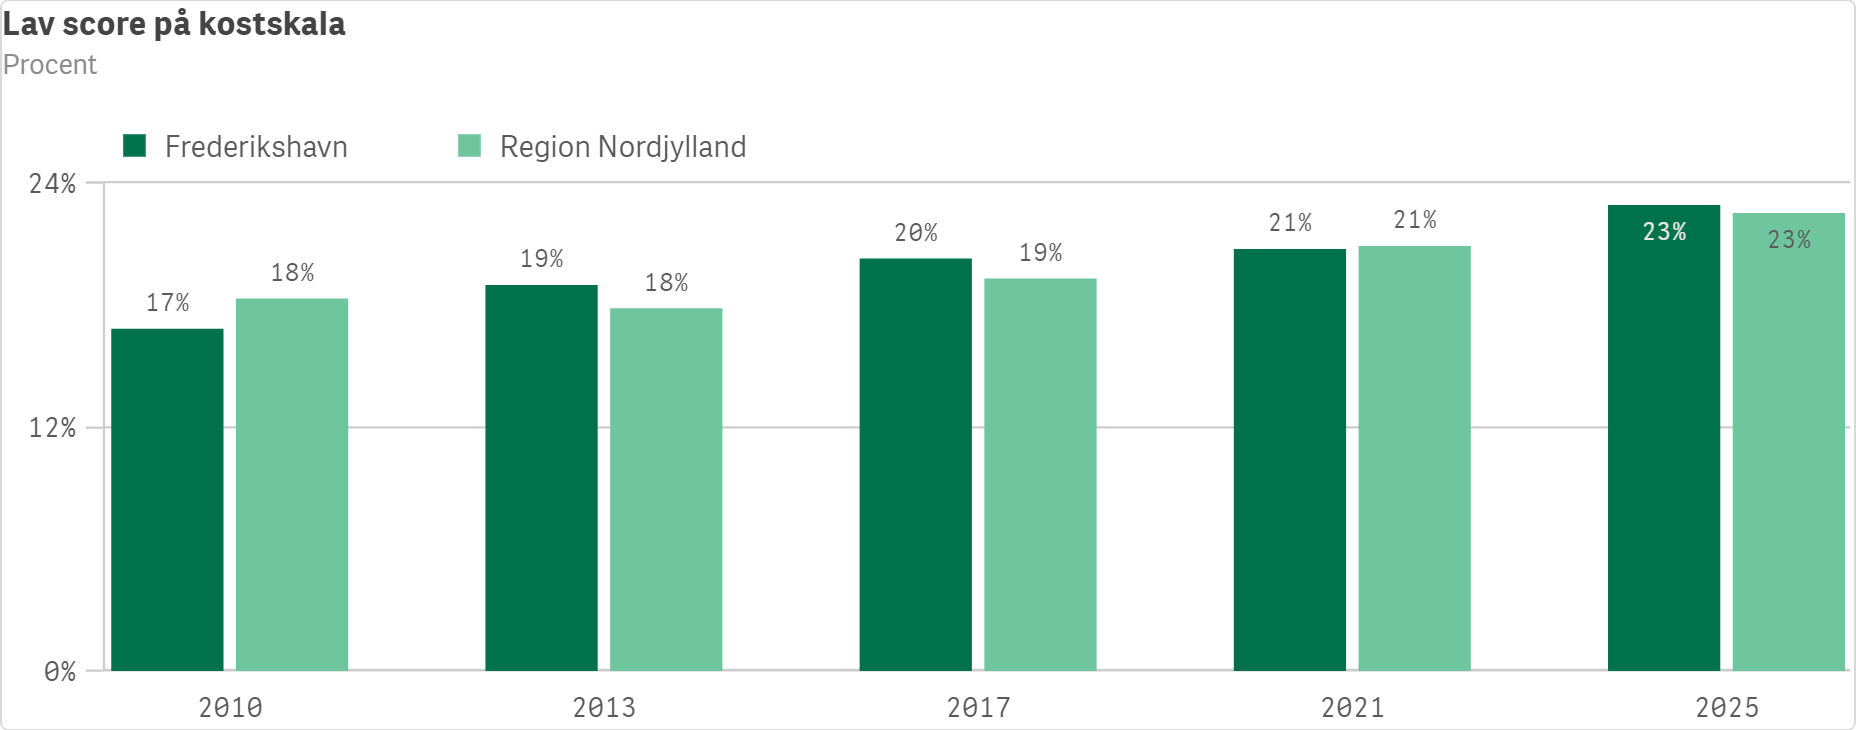 Lav score på kostskala
Procent
Frederikshavn Region Nordjylland
24%
12%
0%
17% 18% 19% 18% 20% 19% 21% 21% 23% 23%
2010 2013 2017 2021 2025